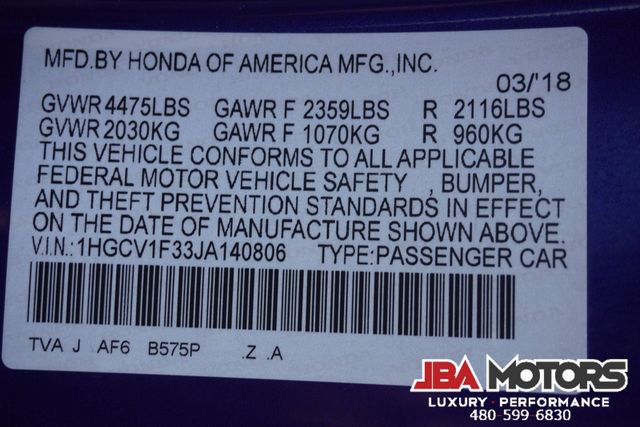 MFD.BY HONDA OF AMERICA MFG.,INC.
03/'18
GVWR 4475LBS GAWR F 2359LBS R 2116LBS
GVWR 2030KG GAWR F 1070KG R 960KG
THIS VEHICLE CONFORMS TO ALL APPLICABLE
FEDERAL MOTOR VEHICLE SAFETY , BUMPER,
AND THEFT PREVENTION STANDARDS IN EFFECT
ON THE DATE OF MANUFACTURE SHOWN ABOVE.
V.I.N.:1HGCV1F33JA140806 TYPE:PASSENGER CAR
TVA J AF6 B575P .Z .A
JBA MOTORS
LUXURY - PERFORMANCE
480-599-6830